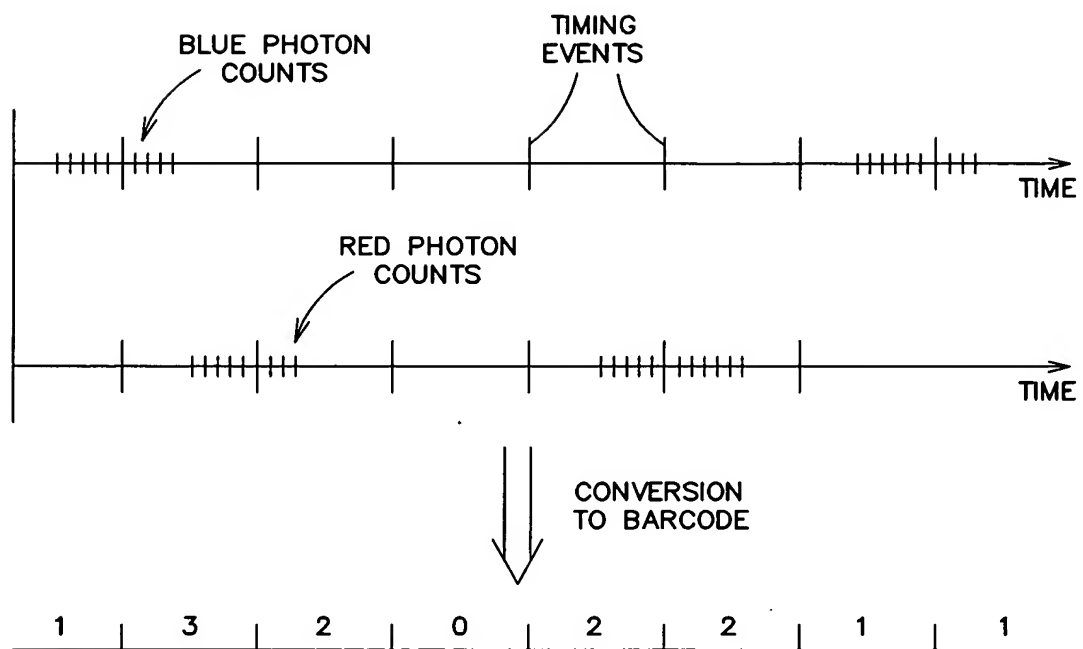 BLUE PHOTON
COUNTS
TIMING
EVENTS
TIME
RED PHOTON
COUNTS
TIME
CONVERSION
TO BARCODE
1 3 2 0 2 2 1 1